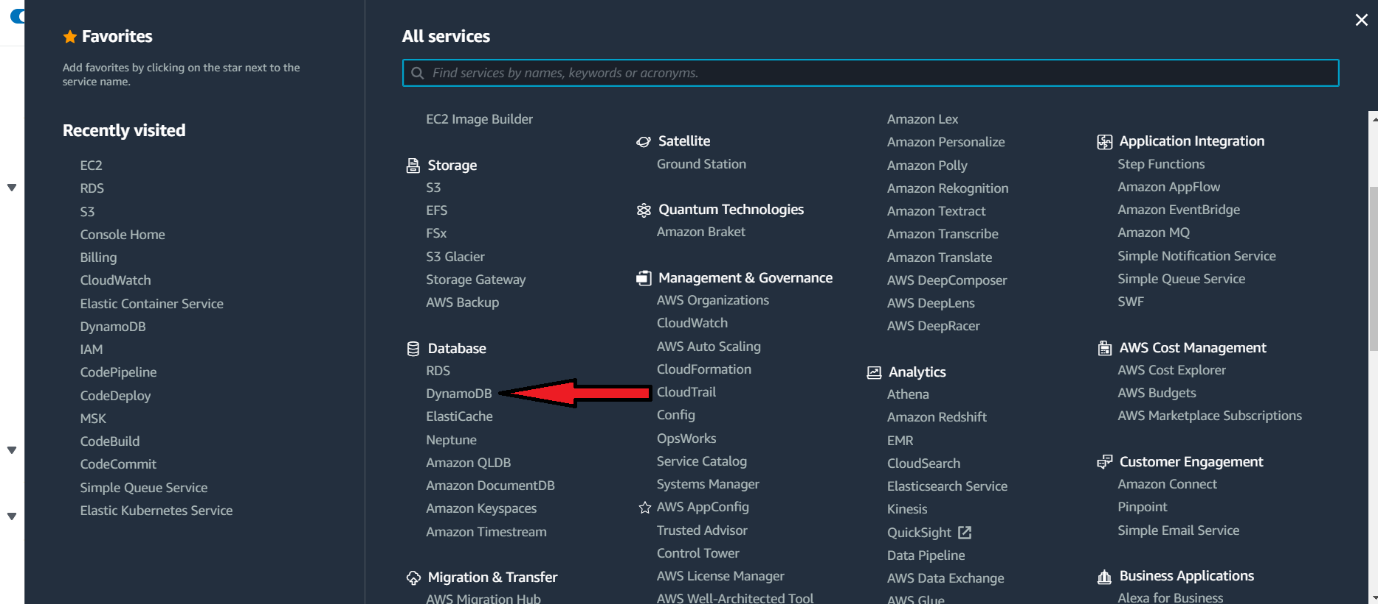 Favorites
Add favorites by clicking on the star next to the
service name.
Recently visited
EC2
RDS
S3
Console Home
Billing
CloudWatch
Elastic Container Service
DynamoDB
IAM
CodePipeline
CodeDeploy
MSK
CodeBuild
CodeCommit
Simple Queue Service
Elastic Kubernetes Service
All services
Find services by names, keywords or acronyms.
EC2 Image Builder
Storage
S3
EFS
FSx
S3 Glacier
Storage Gateway
AWS Backup
Database
RDS
DynamoDB
ElastiCache
Neptune
Amazon QLDB
Amazon DocumentDB
Amazon Keyspaces
Amazon Timestream
Migration & Transfer
AWS Migration Hub
Satellite
Ground Station
Quantum Technologies
Amazon Braket
Management & Governance
AWS Organizations
CloudWatch
AWS Auto Scaling
CloudFormation
CloudTrail
Config
OpsWorks
Service Catalog
Systems Manager
AWS AppConfig
Trusted Advisor
Control Tower
AWS License Manager
AWS Well-Architected Tool
Amazon Lex
Amazon Personalize
Amazon Polly
Amazon Rekognition
Amazon Textract
Amazon Transcribe
Amazon Translate
AWS DeepComposer
AWS DeepLens
AWS DeepRacer
Analytics
Athena
Amazon Redshift
EMR
CloudSearch
Elasticsearch Service
Kinesis
QuickSight
Data Pipeline
AWS Data Exchange
AWS Glue
Application Integration
Step Functions
Amazon AppFlow
Amazon EventBridge
Amazon MQ
Simple Notification Service
Simple Queue Service
SWF
AWS Cost Management
AWS Cost Explorer
AWS Budgets
AWS Marketplace Subscriptions
Customer Engagement
Amazon Connect
Pinpoint
Simple Email Service
Business Applications
Alexa for Business